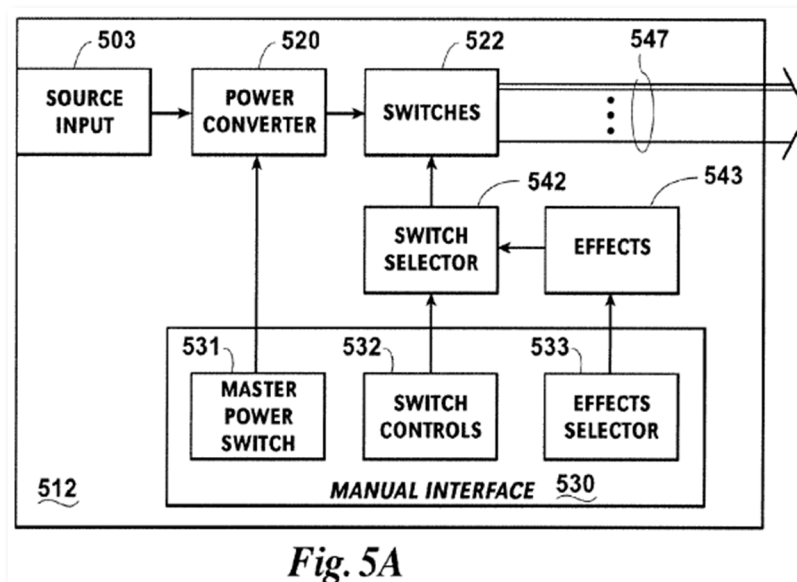 503
520
522
547
SOURCE
INPUT
POWER
CONVERTER
SWITCHES
542
543
SWITCH
SELECTOR
EFFECTS
531
532
533
MASTER
POWER
SWITCH
SWITCH
CONTROLS
EFFECTS
SELECTOR
512
MANUAL INTERFACE
530
Fig. 5A